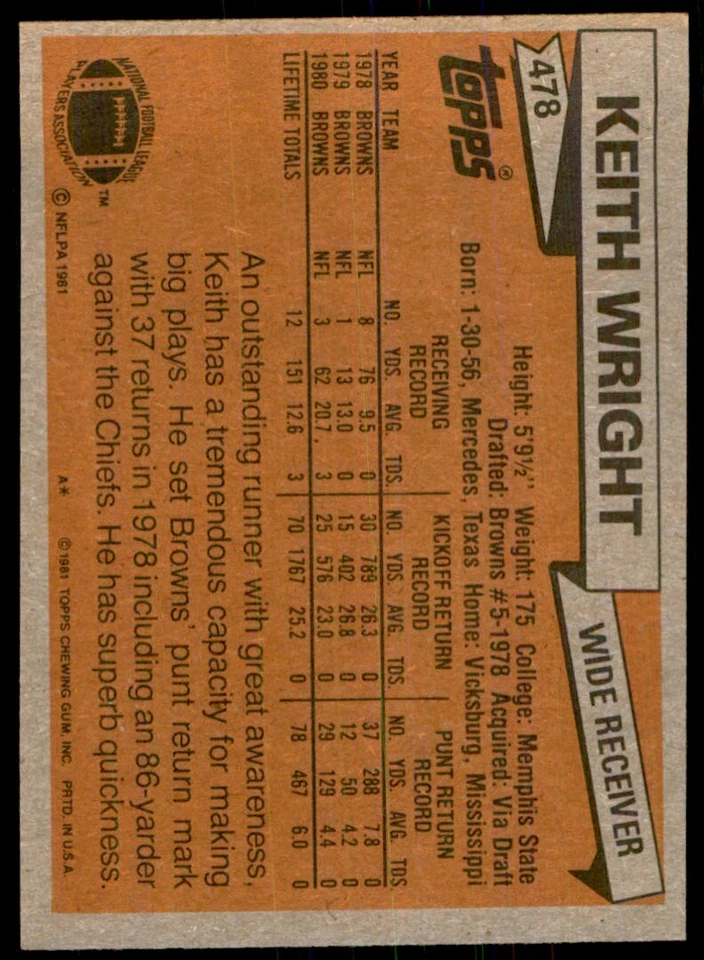 478
KEITH WRIGHT
WIDE RECEIVER
topps®
Height: 5'9½" Weight: 175 College: Memphis State
Drafted: Browns #5-1978 Acquired: Via Draft
Born: 1-30-56, Mercedes, Texas Home: Vicksburg, Mississippi
RECEIVING RECORD KICKOFF RETURN RECORD PUNT RETURN RECORD
YEAR TEAM NO. YDS. AVG. TDS. NO. YDS. AVG. TDS. NO. YDS. AVG. TDS
1978 BROWNS NFL 8 76 9.5 0 30 789 26.3 0 37 288 7.8 0
1979 BROWNS NFL 1 13 13.0 0 15 402 26.8 0 12 50 4.2 0
1980 BROWNS NFL 3 62 20.7 3 25 576 23.0 0 29 129 4.4 0
LIFETIME TOTALS 12 151 12.6 3 70 1767 25.2 0 78 467 6.0 0
An outstanding runner with great awareness,
Keith has a tremendous capacity for making
big plays. He set Browns' punt return mark
with 37 returns in 1978 including an 86-yarder
against the Chiefs. He has superb quickness.
NATIONAL FOOTBALL LEAGUE
PLAYERS ASSOCIATION
TM
© NFLPA 1981
A* ©1981 TOPPS CHEWING GUM, INC. PRTD. IN U.S.A.